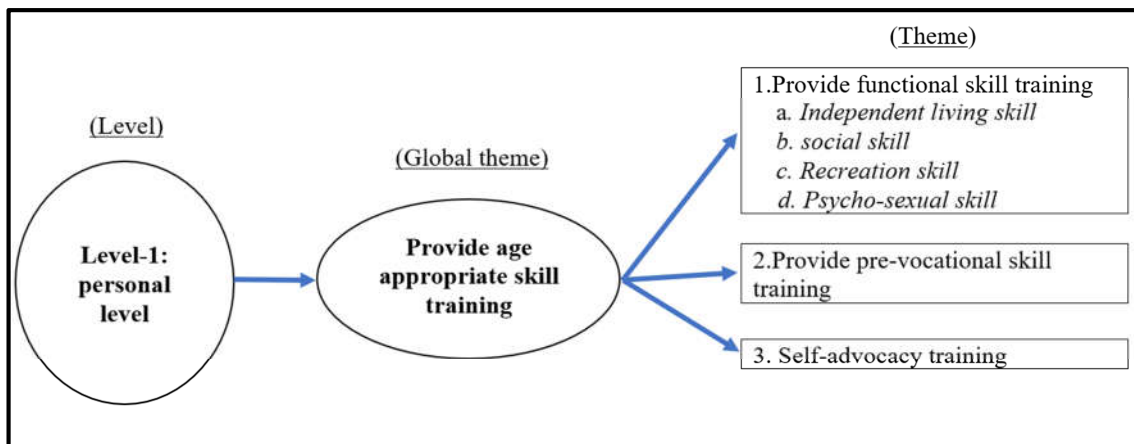 (Level)
Level-1:
personal
level
(Global theme)
Provide age
appropriate skill
training
(Theme)
1.Provide functional skill training
a. Independent living skill
b. social skill
c. Recreation skill
d. Psycho-sexual skill
2.Provide pre-vocational skill
training
3. Self-advocacy training